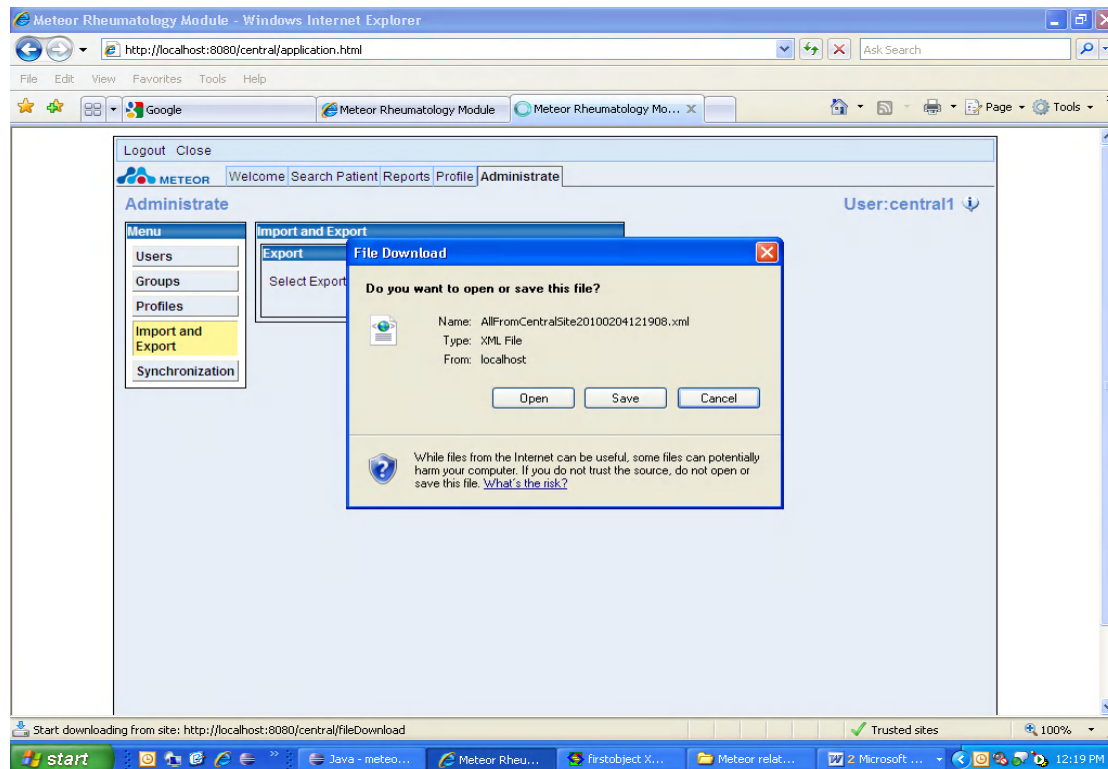 Meteor Rheumatology Module - Windows Internet Explorer
http://localhost:8080/central/application.html
Ask Search
File Edit View Favorites Tools Help
Google
Meteor Rheumatology Module
Meteor Rheumatology Mo...
Page
Tools
Logout Close
METEOR
Welcome Search Patient Reports Profile Administrate
Administrate
User:central1
Menu
Users
Groups
Profiles
Import and
Export
Synchronization
Import and Export
Export
Select Export
File Download
Do you want to open or save this file?
Name: AllFromCentralSite20100204121908.xml
Type: XML File
From: localhost
Open Save Cancel
While files from the Internet can be useful, some files can potentially
harm your computer. If you do not trust the source, do not open or
save this file. What's the risk?
Start downloading from site: http://localhost:8080/central/fileDownload
Trusted sites
100%
start
Java - meteo...
Meteor Rheu...
firstobject X...
Meteor relat...
2 Microsoft ...
12:19 PM